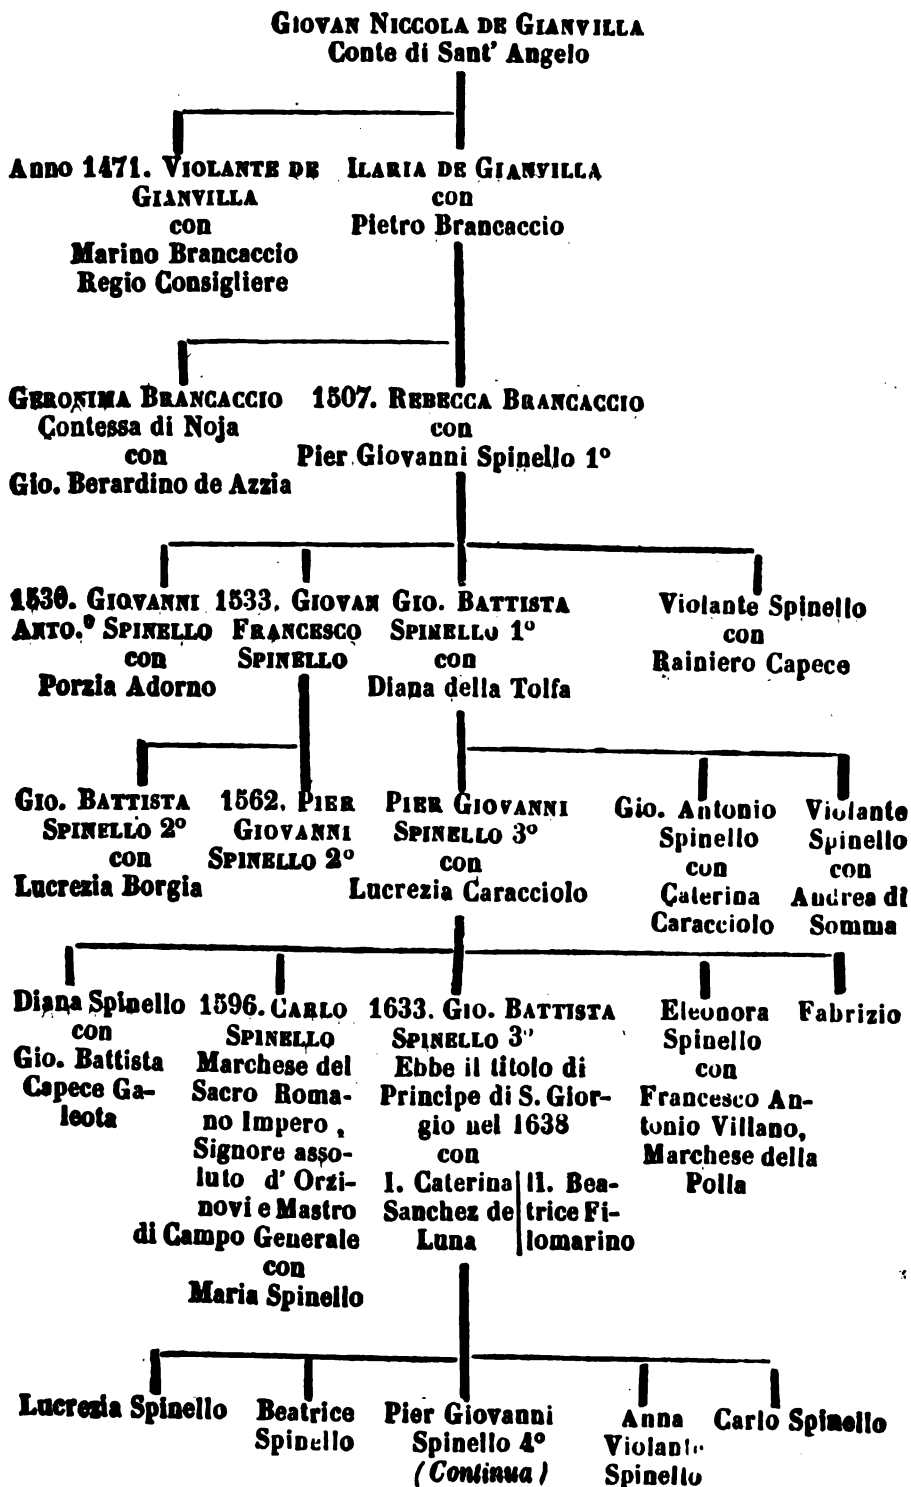 GIOVAN NICCOLA DE GIANVILLA
Conte di Sant' Angelo
Anno 1471. VIOLANTE DE
GIANVILLA
con
Marino Brancaccio
Regio Consigliere
ILARIA DE GIANVILLA
con
Pietro Brancaccio
GERONIMA BRANCACCIO
Contessa di Noja
con
Gio. Berardino de Azzia
1507. REBECCA BRANCACCIO
con
Pier Giovanni Spinello 1º
1530. GIOVANNI
ANTO.º SPINELLO
con
Porzia Adorno
1533. GIOVAN
FRANCESCO
SPINELLO
GIO. BATTISTA
SPINELLO 1º
con
Diana della Tolfa
Violante Spinello
con
Rainiero Capece
GIO. BATTISTA
SPINELLO 2º
con
Lucrezia Borgia
1562. PIER
GIOVANNI
SPINELLO 2º
PIER GIOVANNI
SPINELLO 3º
con
Lucrezia Caracciolo
Gio. Antonio
Spinello
con
Caterina
Caracciolo
Violante
Spinello
con
Andrea di
Somma
Diana Spinello
con
Gio. Battista
Capece Ga-
leota
1596. CARLO
SPINELLO
Marchese del
Sacro Roma-
no Impero,
Signore asso-
luto d' Orzi-
novi e Mastro
di Campo Generale
con
Maria Spinello
1633. GIO. BATTISTA
SPINELLO 3º
Ebbe il titolo di
Principe di S. Gior-
gio nel 1638
con
I. Caterina
Sanchez de
Luna
II. Bea-
trice Fi-
lomarino
Eleonora
Spinello
con
Francesco An-
tonio Villano,
Marchese della
Polla
Fabrizio
Lucrezia Spinello
Beatrice
Spinello
Pier Giovanni
Spinello 4º
(Continua)
Anna
Violante
Spinello
Carlo Spinello